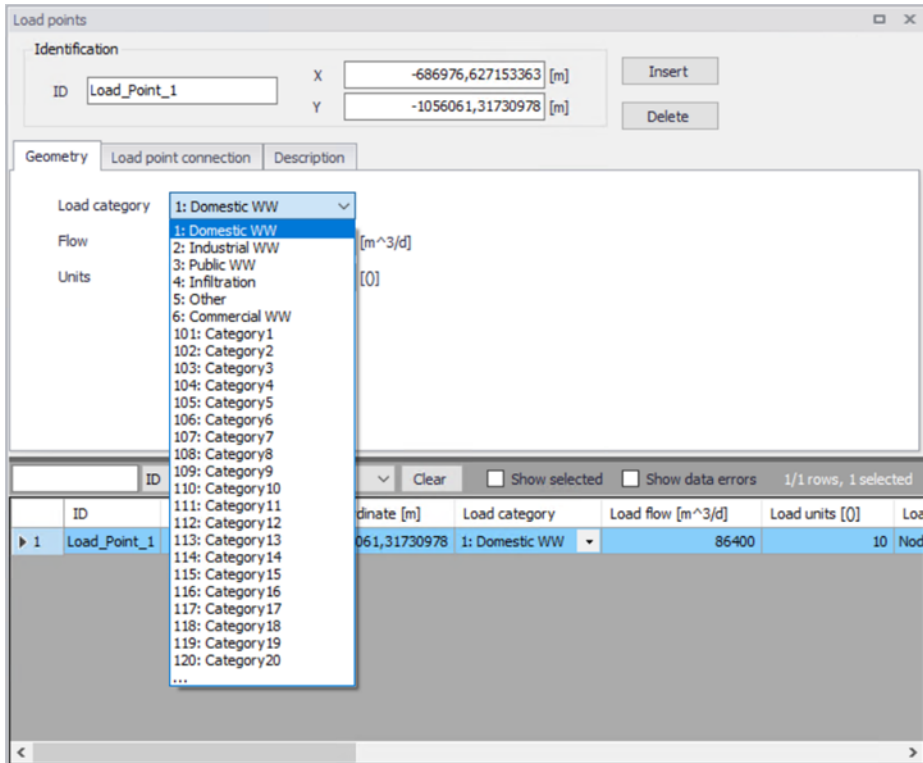 Load points
Identification
ID Load_Point_1
X -686976,627153363 [m]
Y -1056061,31730978 [m]
Insert
Delete
Geometry Load point connection Description
Load category 1: Domestic WW
Flow [m^3/d]
Units [()]
1: Domestic WW
2: Industrial WW
3: Public WW
4: Infiltration
5: Other
6: Commercial WW
101: Category1
102: Category2
103: Category3
104: Category4
105: Category5
106: Category6
107: Category7
108: Category8
109: Category9
110: Category10
111: Category11
112: Category12
113: Category13
114: Category14
115: Category15
116: Category16
117: Category17
118: Category18
119: Category19
120: Category20
...
ID Clear Show selected Show data errors 1/1 rows, 1 selected
ID dinate [m] Load category Load flow [m^3/d] Load units [()] Loa
1 Load_Point_1 061,31730978 1: Domestic WW 86400 10 Nod